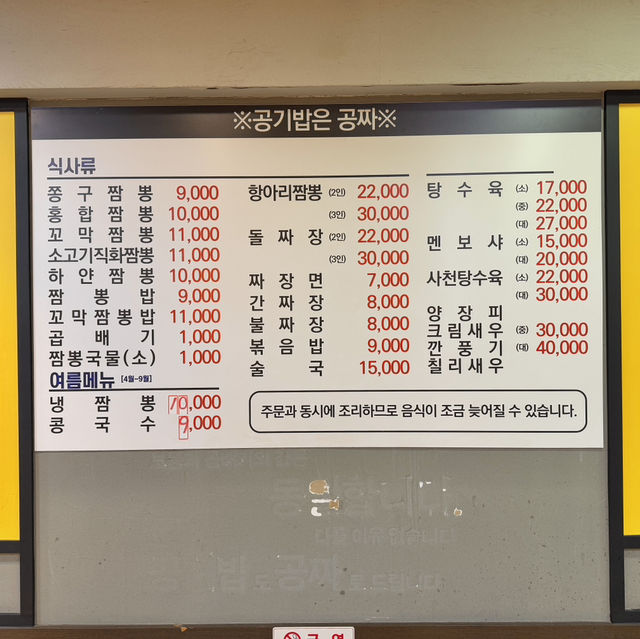 ※공기밥은 공짜※
식사류
쫑구짬뽕 9,000
홍합짬뽕 10,000
꼬막짬뽕 11,000
소고기직화짬뽕 11,000
하얀짬뽕 10,000
짬뽕밥 9,000
꼬막짬뽕밥 11,000
곱배기 1,000
짬뽕국물(소) 1,000
여름메뉴 [4월~9월]
냉짬뽕 10,000
콩국수 9,000
항아리짬뽕 (2인) 22,000
(3인) 30,000
돌짜장 (2인) 22,000
(3인) 30,000
짜장면 7,000
간짜장 8,000
불짜장 8,000
볶음밥 9,000
술국 15,000
탕수육 (소) 17,000
(중) 22,000
(대) 27,000
멘보샤 (소) 15,000
(대) 20,000
사천탕수육 (소) 22,000
(대) 30,000
양장피
크림새우 (중) 30,000
깐풍기 (대) 40,000
칠리새우
주문과 동시에 조리하므로 음식이 조금 늦어질 수 있습니다.